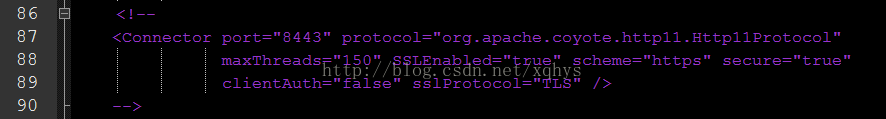 86 <!--
87 <Connector port="8443" protocol="org.apache.coyote.http11.Http11Protocol"
88 maxThreads="150" SSLEnabled="true" scheme="https" secure="true"
http://blog.csdn.net/xqhys
89 clientAuth="false" sslProtocol="TLS" />
90 -->